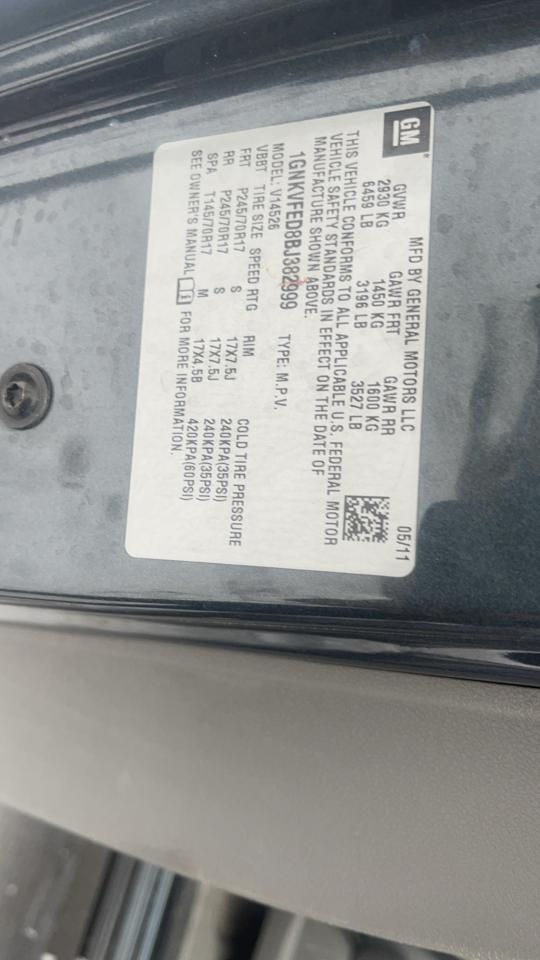 GM
MFD BY GENERAL MOTORS LLC 05/11
GVWR GAWR FRT GAWR RR
2930 KG 1450 KG 1600 KG
6459 LB 3196 LB 3527 LB
THIS VEHICLE CONFORMS TO ALL APPLICABLE U.S. FEDERAL MOTOR
VEHICLE SAFETY STANDARDS IN EFFECT ON THE DATE OF
MANUFACTURE SHOWN ABOVE.
1GNKVFED8BJ382999 TYPE: M.P.V.
MODEL: V14526
VBBT TIRE SIZE SPEED RTG RIM COLD TIRE PRESSURE
FRT P245/70R17 S 17X7.5J 240KPA(35PSI)
RR P245/70R17 S 17X7.5J 240KPA(35PSI)
SPA T145/70R17 M 17X4.5B 420KPA(60PSI)
SEE OWNER'S MANUAL FOR MORE INFORMATION.